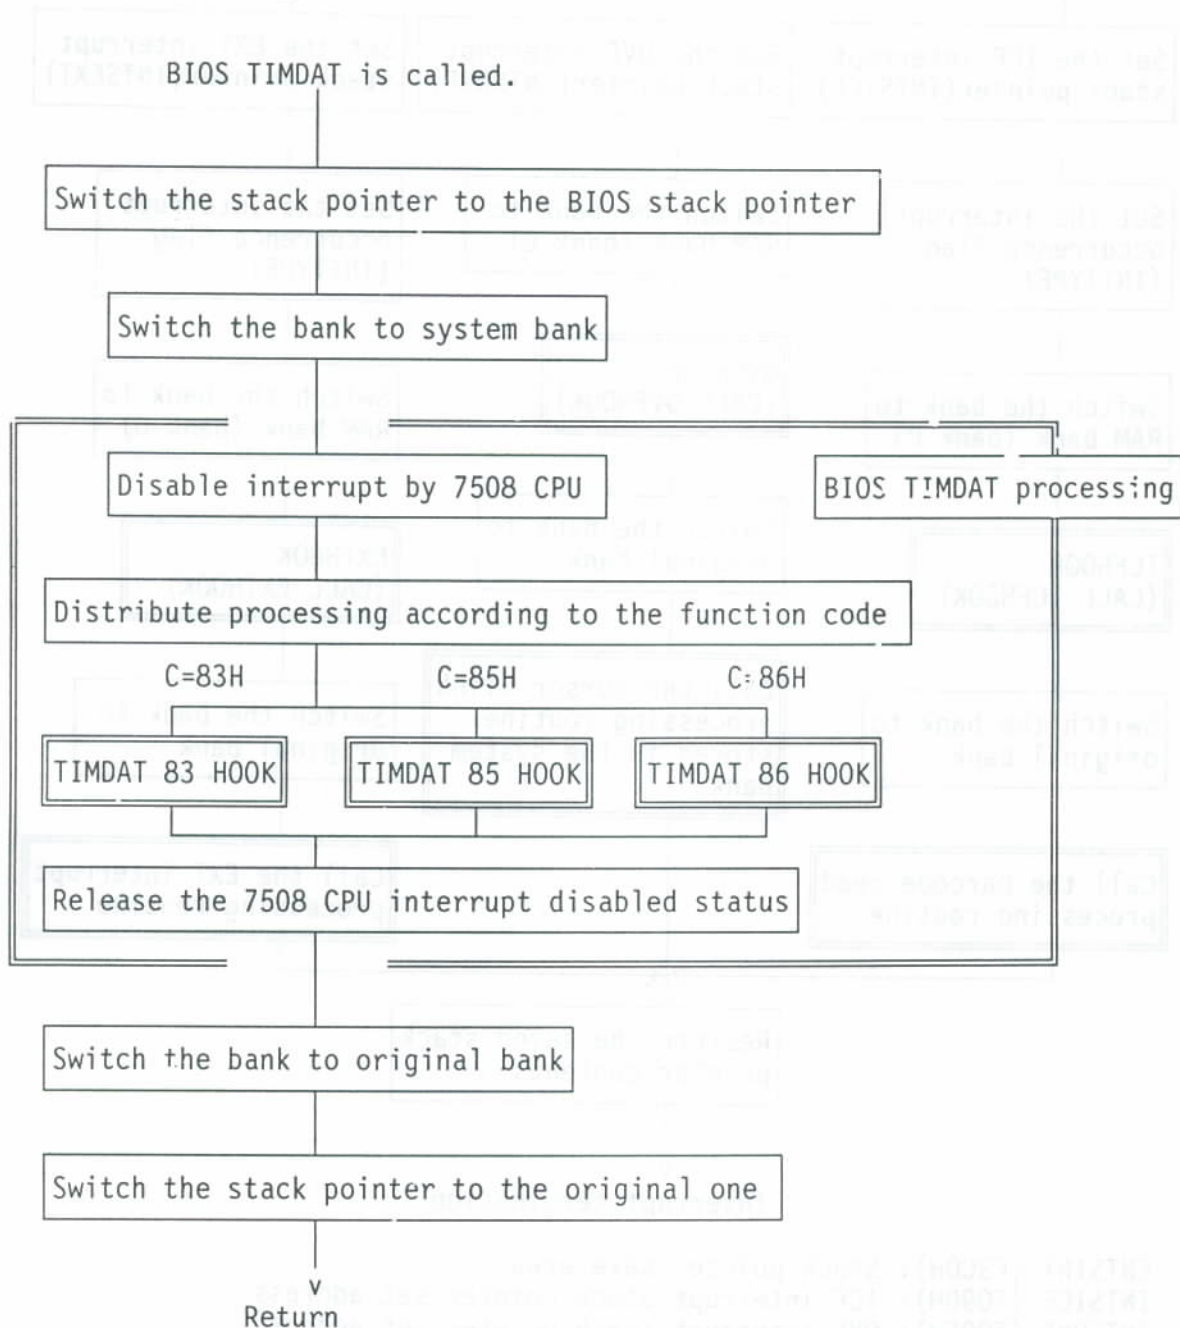 BIOS TIMDAT is called.
Switch the stack pointer to the BIOS stack pointer
Switch the bank to system bank
Disable interrupt by 7508 CPU
BIOS TIMDAT processing
Distribute processing according to the function code
C=83H C=85H C=86H
TIMDAT 83 HOOK TIMDAT 85 HOOK TIMDAT 86 HOOK
Release the 7508 CPU interrupt disabled status
Switch the bank to original bank
Switch the stack pointer to the original one
v
Return